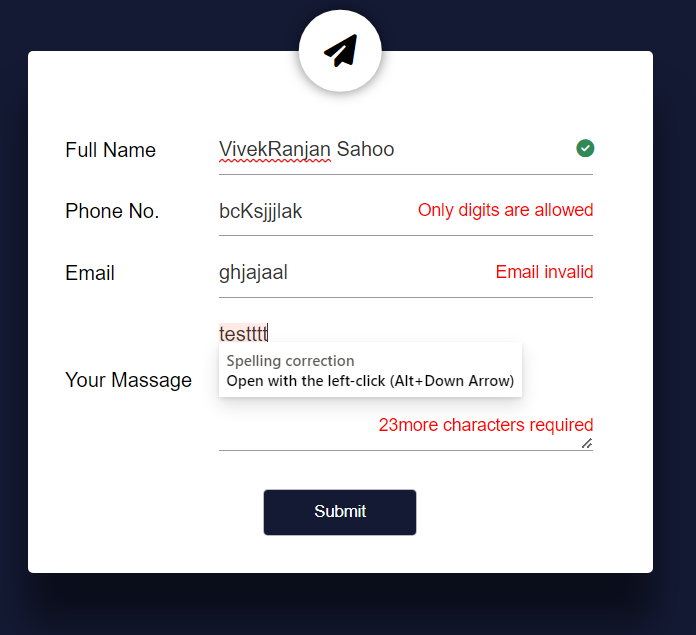 Full Name VivekRanjan Sahoo
Phone No. bcKsjjjlak Only digits are allowed
Email ghjajaal Email invalid
testttt
Spelling correction
Open with the left-click (Alt+Down Arrow)
Your Massage
23more characters required
Submit